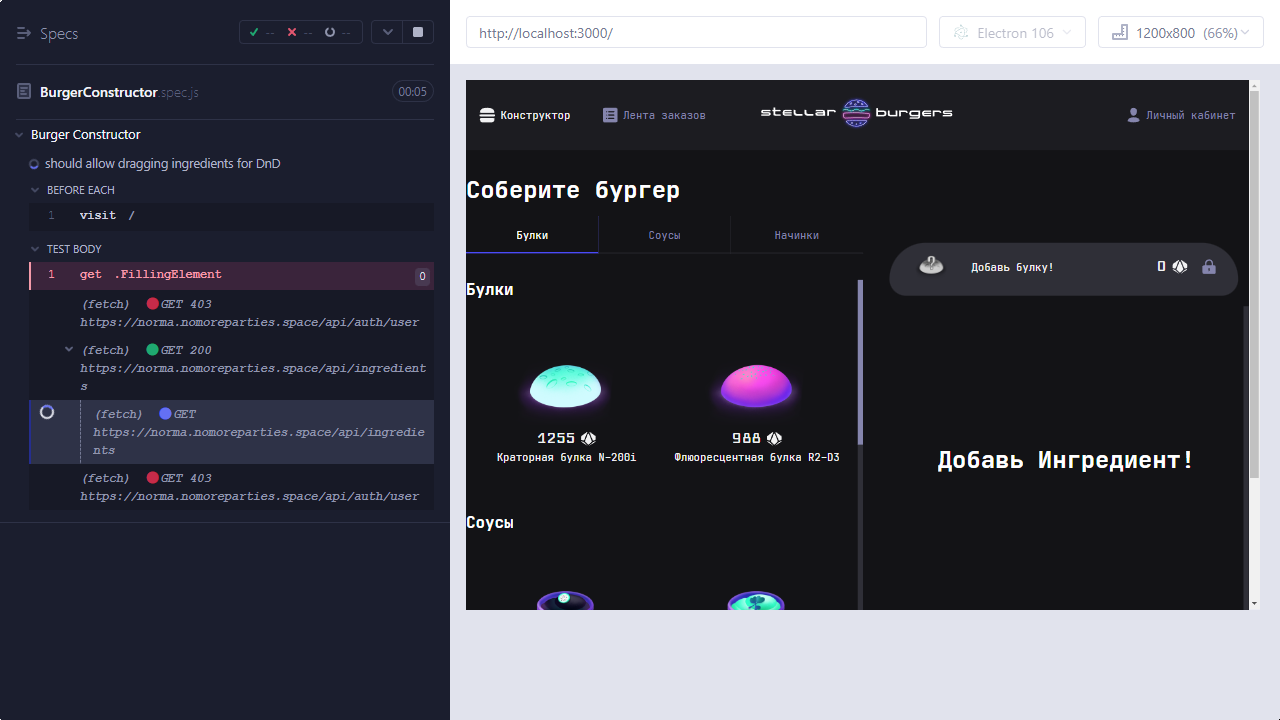 Specs
--
--
--
BurgerConstructor.spec.js
00:05
Burger Constructor
should allow dragging ingredients for DnD
BEFORE EACH
1 visit /
TEST BODY
1 get .FillingElement 0
(fetch) GET 403
https://norma.nomoreparties.space/api/auth/user
(fetch) GET 200
https://norma.nomoreparties.space/api/ingredient
s
(fetch) GET
https://norma.nomoreparties.space/api/ingredie
nts
(fetch) GET 403
https://norma.nomoreparties.space/api/auth/user
http://localhost:3000/
Electron 106
1200x800 (66%)
Конструктор
Лента заказов
stellar burgers
Личный кабинет
Соберите бургер
Булки
Соусы
Начинки
Булки
1255
Краторная булка N-200i
988
Флюоресцентная булка R2-D3
Соусы
Добавь булку!
0
Добавь Ингредиент!